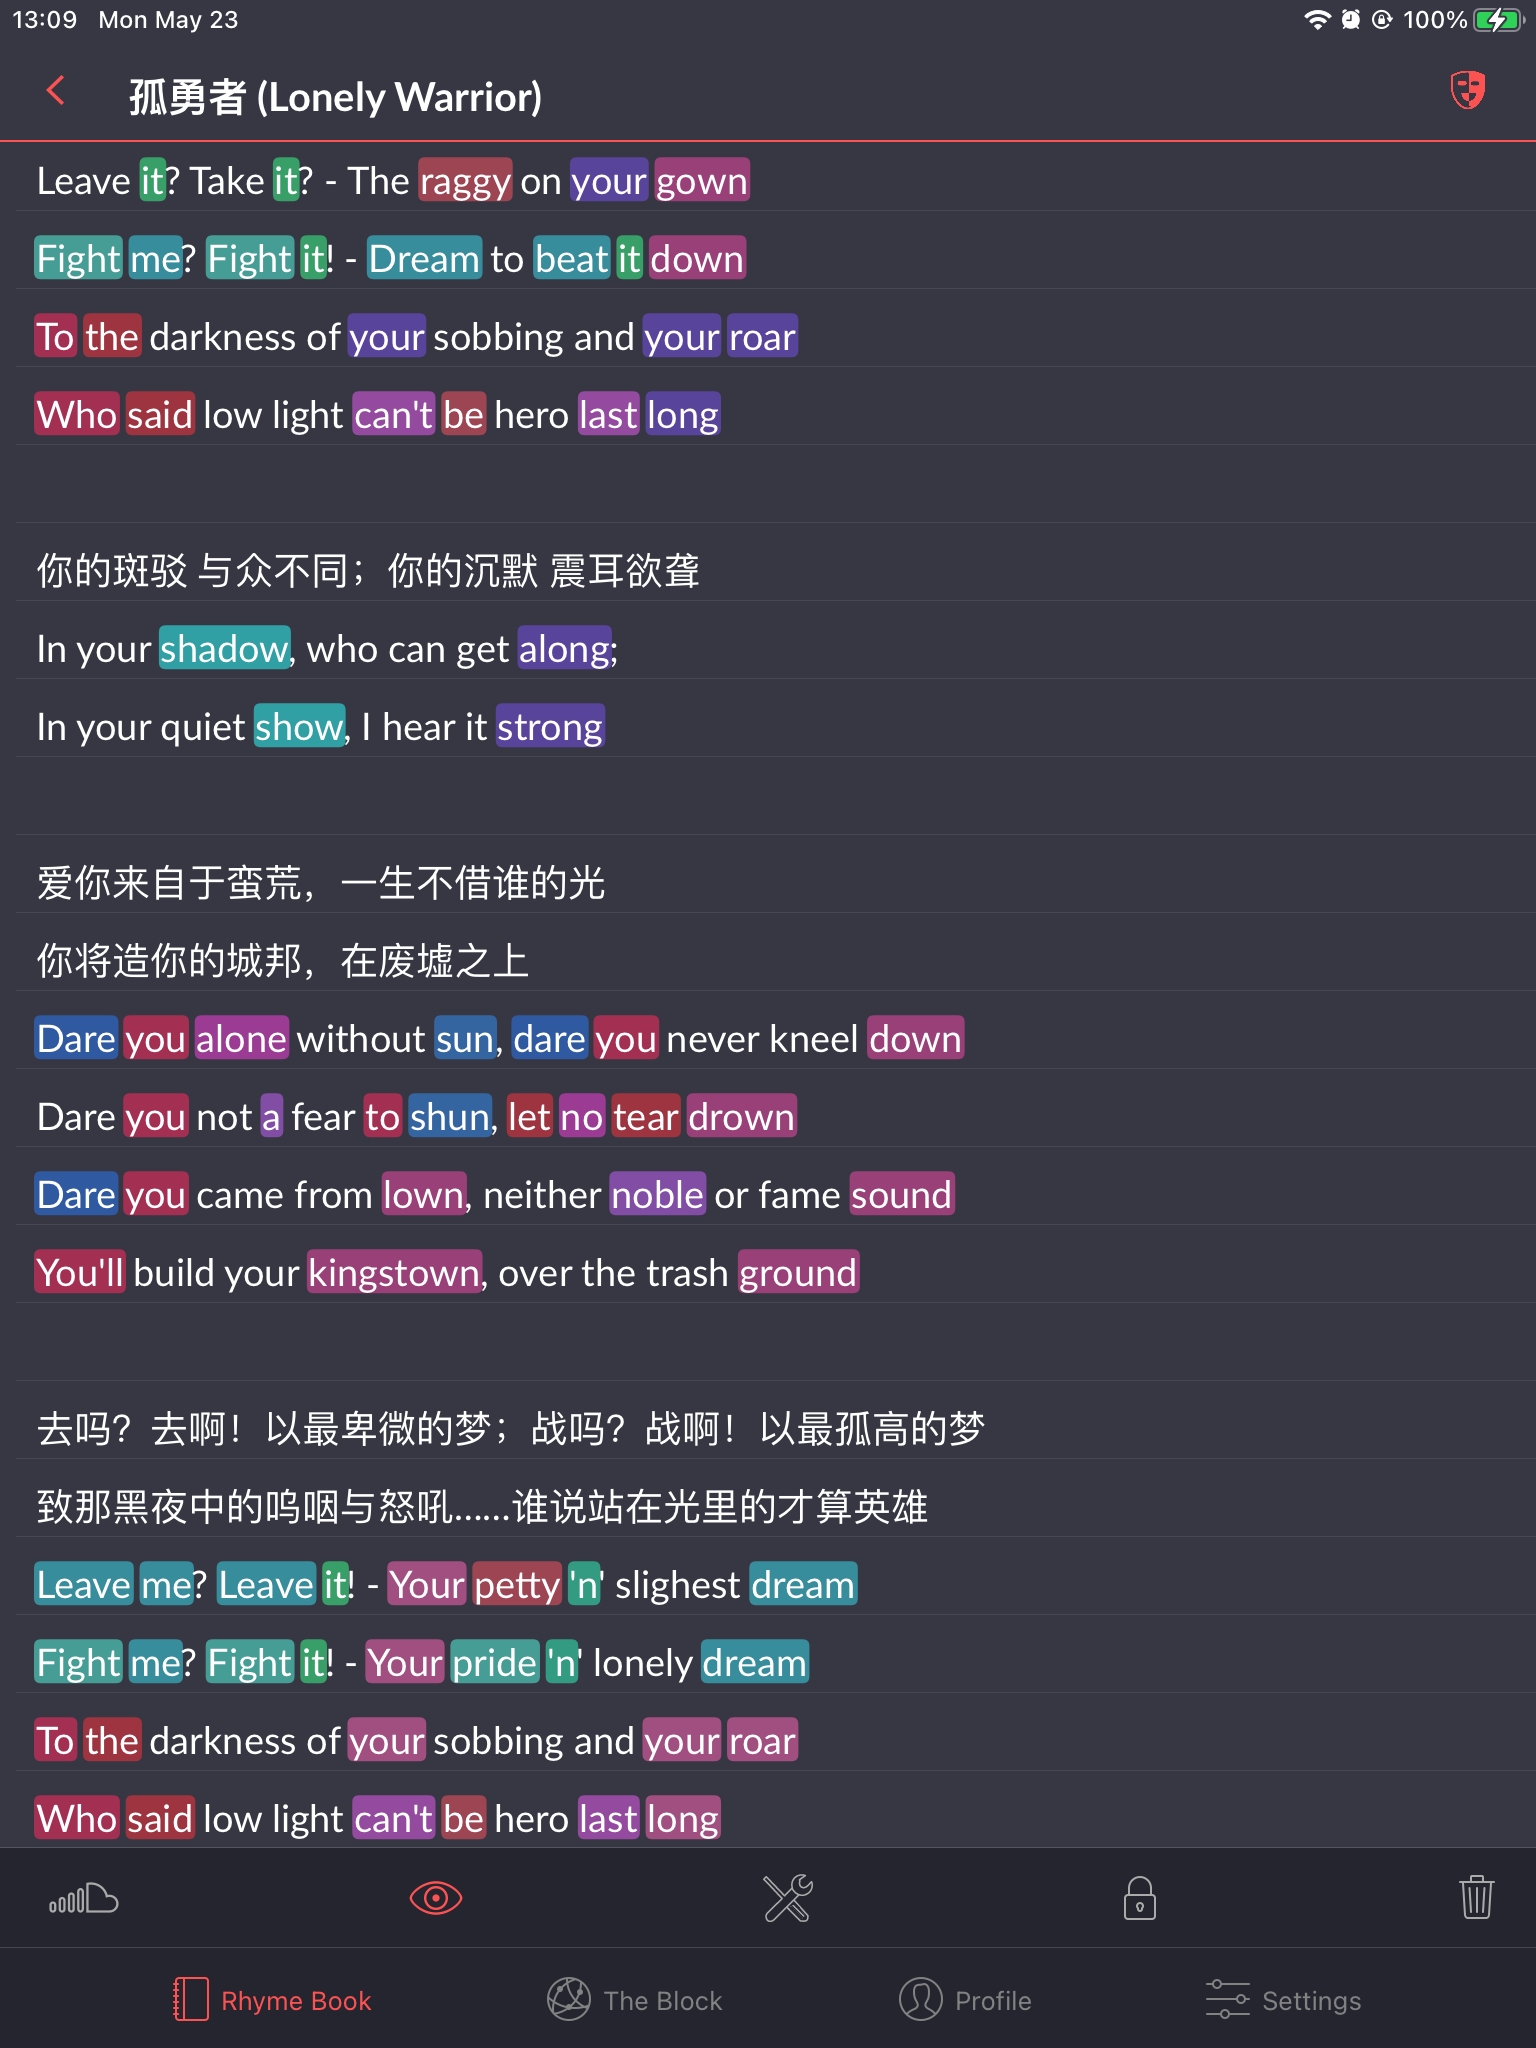 13:09 Mon May 23 100%
孤勇者 (Lonely Warrior)
Leave it? Take it? - The raggy on your gown
Fight me? Fight it! - Dream to beat it down
To the darkness of your sobbing and your roar
Who said low light can't be hero last long
你的斑驳 与众不同；你的沉默 震耳欲聋
In your shadow, who can get along;
In your quiet show, I hear it strong
爱你来自于蛮荒，一生不借谁的光
你将造你的城邦，在废墟之上
Dare you alone without sun, dare you never kneel down
Dare you not a fear to shun, let no tear drown
Dare you came from lown, neither noble or fame sound
You'll build your kingstown, over the trash ground
去吗？去啊！以最卑微的梦；战吗？战啊！以最孤高的梦
致那黑夜中的呜咽与怒吼……谁说站在光里的才算英雄
Leave me? Leave it! - Your petty 'n' slighest dream
Fight me? Fight it! - Your pride 'n' lonely dream
To the darkness of your sobbing and your roar
Who said low light can't be hero last long
Rhyme Book The Block Profile Settings